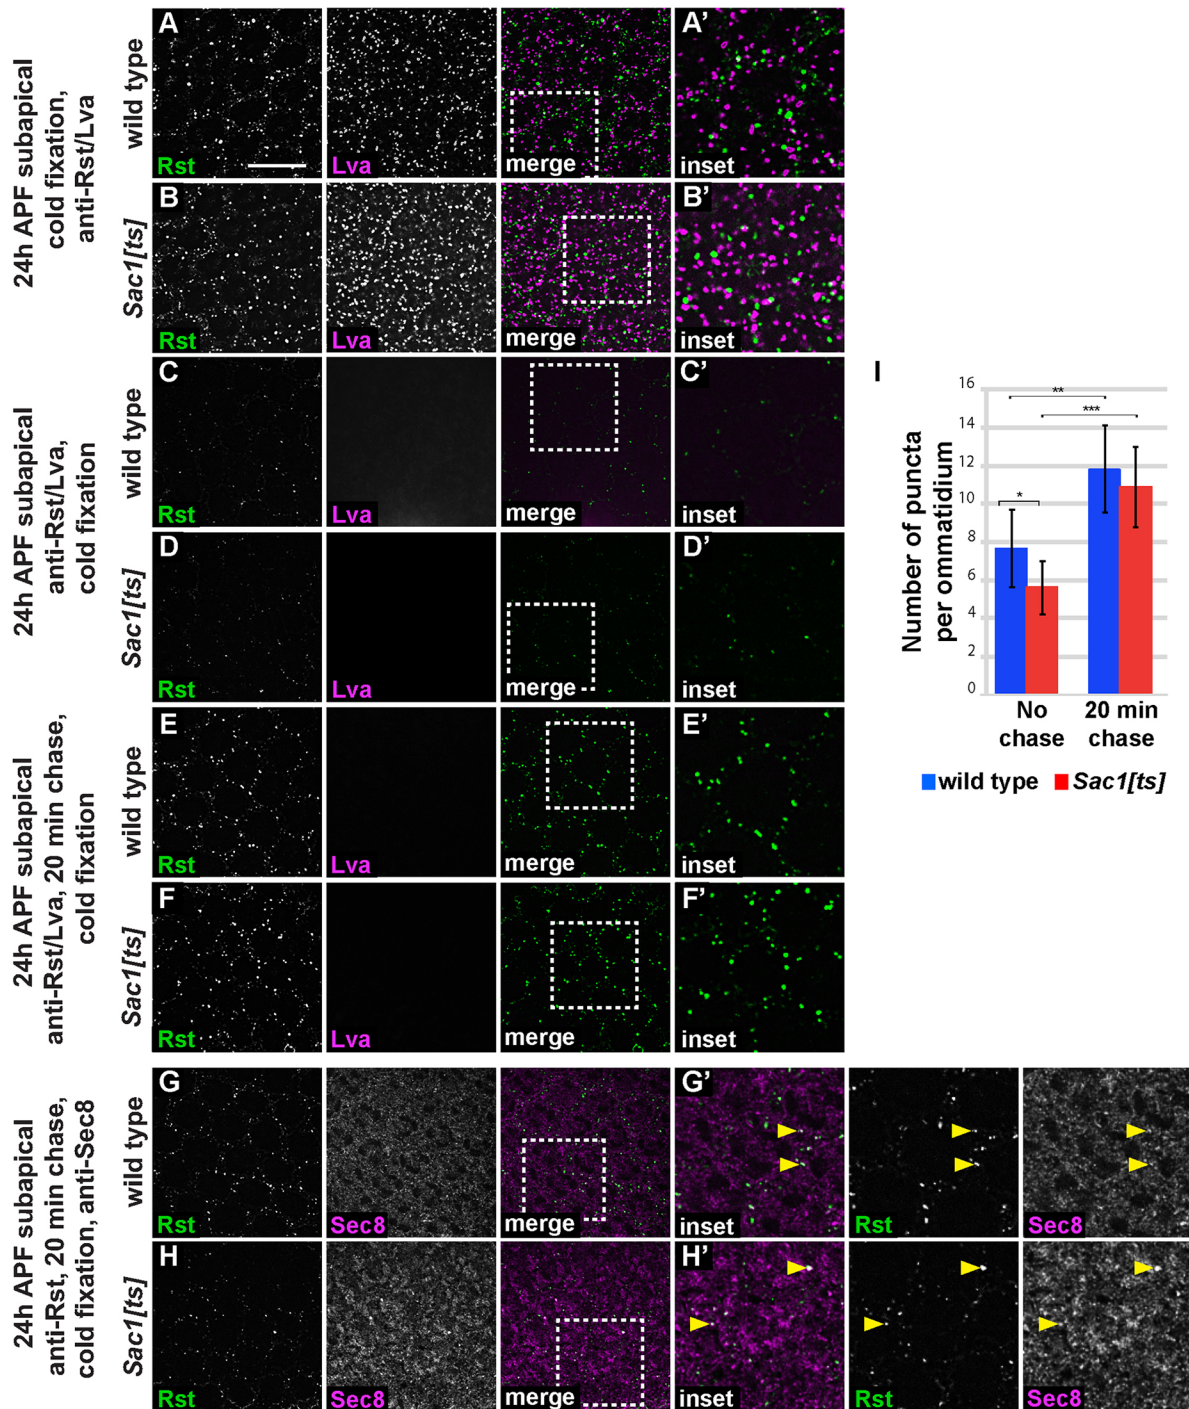 24h APF subapical
cold fixation,
anti-Rst/Lva
wild type
A
Rst
Lva
merge
A’
inset
Sac1[ts]
B
Rst
Lva
merge
B’
inset
24h APF subapical
anti-Rst/Lva,
cold fixation
wild type
C
Rst
Lva
merge
C’
inset
Sac1[ts]
D
Rst
Lva
merge
D’
inset
24h APF subapical
anti-Rst/Lva, 20 min chase,
cold fixation
wild type
E
Rst
Lva
merge
E’
inset
Sac1[ts]
F
Rst
Lva
merge
F’
inset
24h APF subapical
anti-Rst, 20 min chase,
cold fixation, anti-Sec8
wild type
G
Rst
Sec8
merge
G’
inset
Rst
Sec8
Sac1[ts]
H
Rst
Sec8
merge
H’
inset
Rst
Sec8
I
Number of puncta
per ommatidium
16
14
12
10
8
6
4
2
0
**
***
*
No
chase
20 min
chase
wild type
Sac1[ts]